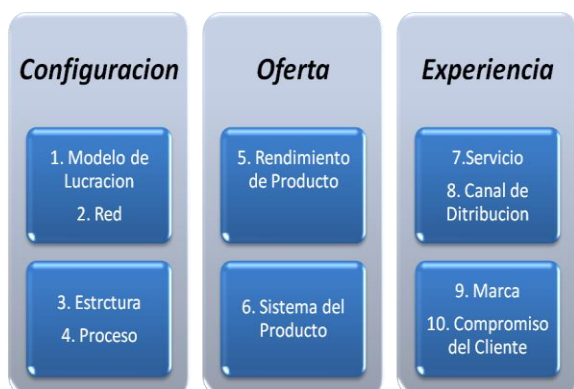 Configuracion
1. Modelo de
Lucracion
2. Red
3. Estrctura
4. Proceso
Oferta
5. Rendimiento
de Producto
6. Sistema del
Producto
Experiencia
7.Servicio
8. Canal de
Ditribucion
9. Marca
10. Compromiso
del Cliente